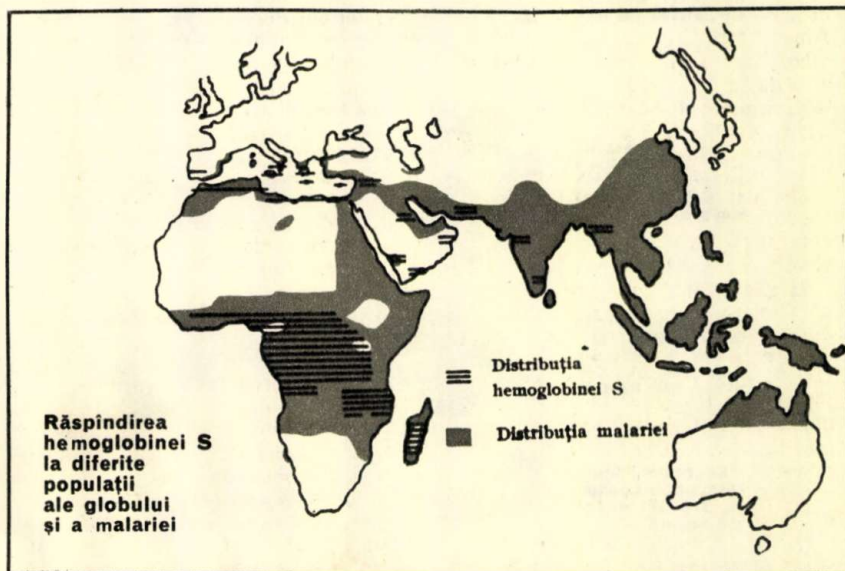 Distribuția
hemoglobinei S
Distribuția malariei
Răspîndirea
hemoglobinei S
la diferite
populații
ale globului
și a malariei